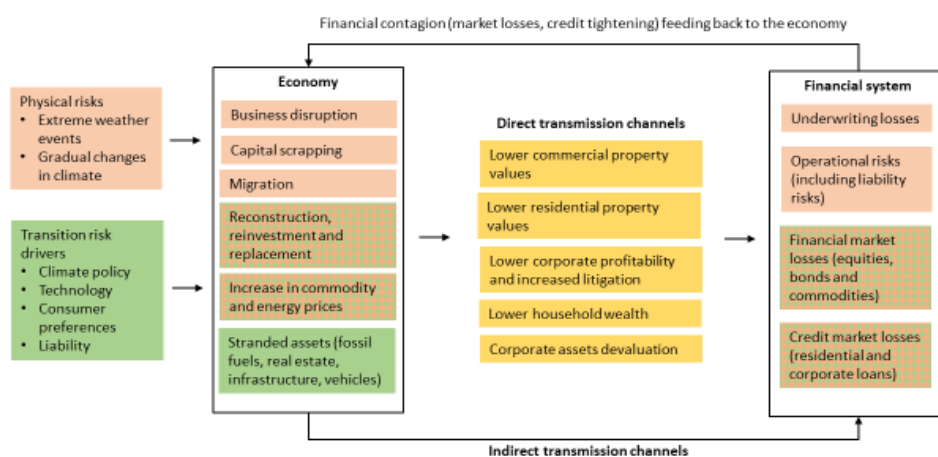 Financial contagion (market losses, credit tightening) feeding back to the economy
Physical risks
• Extreme weather
events
• Gradual changes
in climate
Transition risk
drivers
• Climate policy
• Technology
• Consumer
preferences
• Liability
Economy
Business disruption
Capital scrapping
Migration
Reconstruction,
reinvestment and
replacement
Increase in commodity
and energy prices
Stranded assets (fossil
fuels, real estate,
infrastructure, vehicles)
Direct transmission channels
Lower commercial property
values
Lower residential property
values
Lower corporate profitability
and increased litigation
Lower household wealth
Corporate assets devaluation
Financial system
Underwriting losses
Operational risks
(including liability
risks)
Financial market
losses (equities,
bonds and
commodities)
Credit market losses
(residential and
corporate loans)
Indirect transmission channels